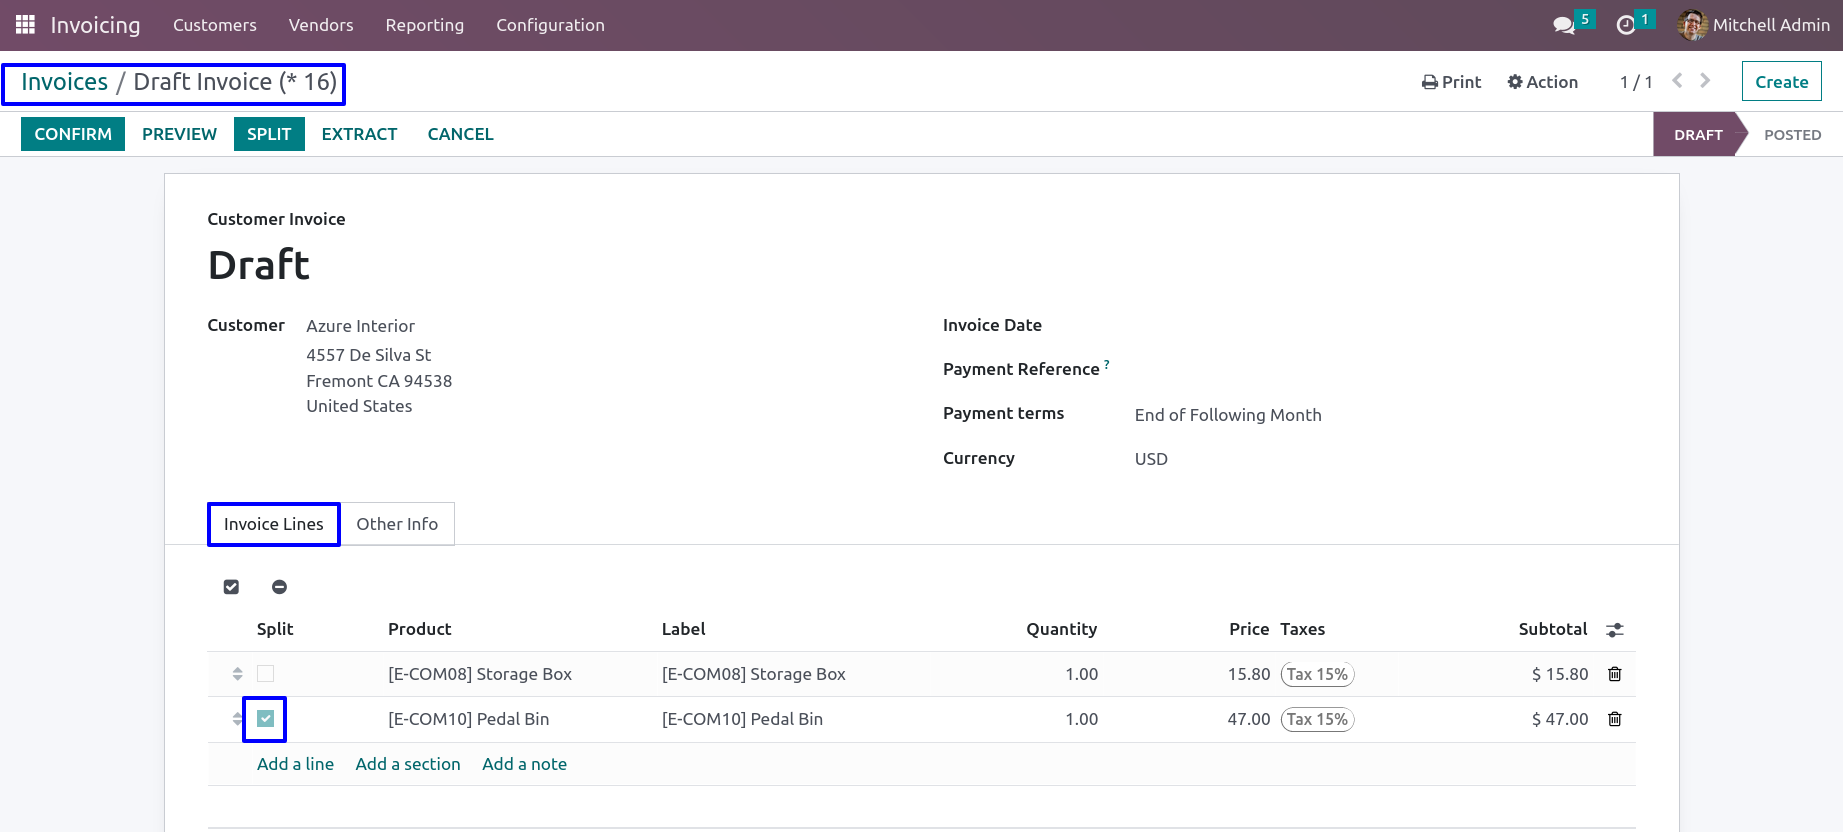 Invoicing Customers Vendors Reporting Configuration 5 1 Mitchell Admin
Invoices / Draft Invoice (* 16) Print Action 1 / 1 Create
CONFIRM PREVIEW SPLIT EXTRACT CANCEL DRAFT POSTED
Customer Invoice
Draft
Customer Azure Interior
4557 De Silva St
Fremont CA 94538
United States
Invoice Date
Payment Reference ?
Payment terms End of Following Month
Currency USD
Invoice Lines Other Info
Split Product Label Quantity Price Taxes Subtotal
[E-COM08] Storage Box [E-COM08] Storage Box 1.00 15.80 Tax 15% $ 15.80
[E-COM10] Pedal Bin [E-COM10] Pedal Bin 1.00 47.00 Tax 15% $ 47.00
Add a line Add a section Add a note